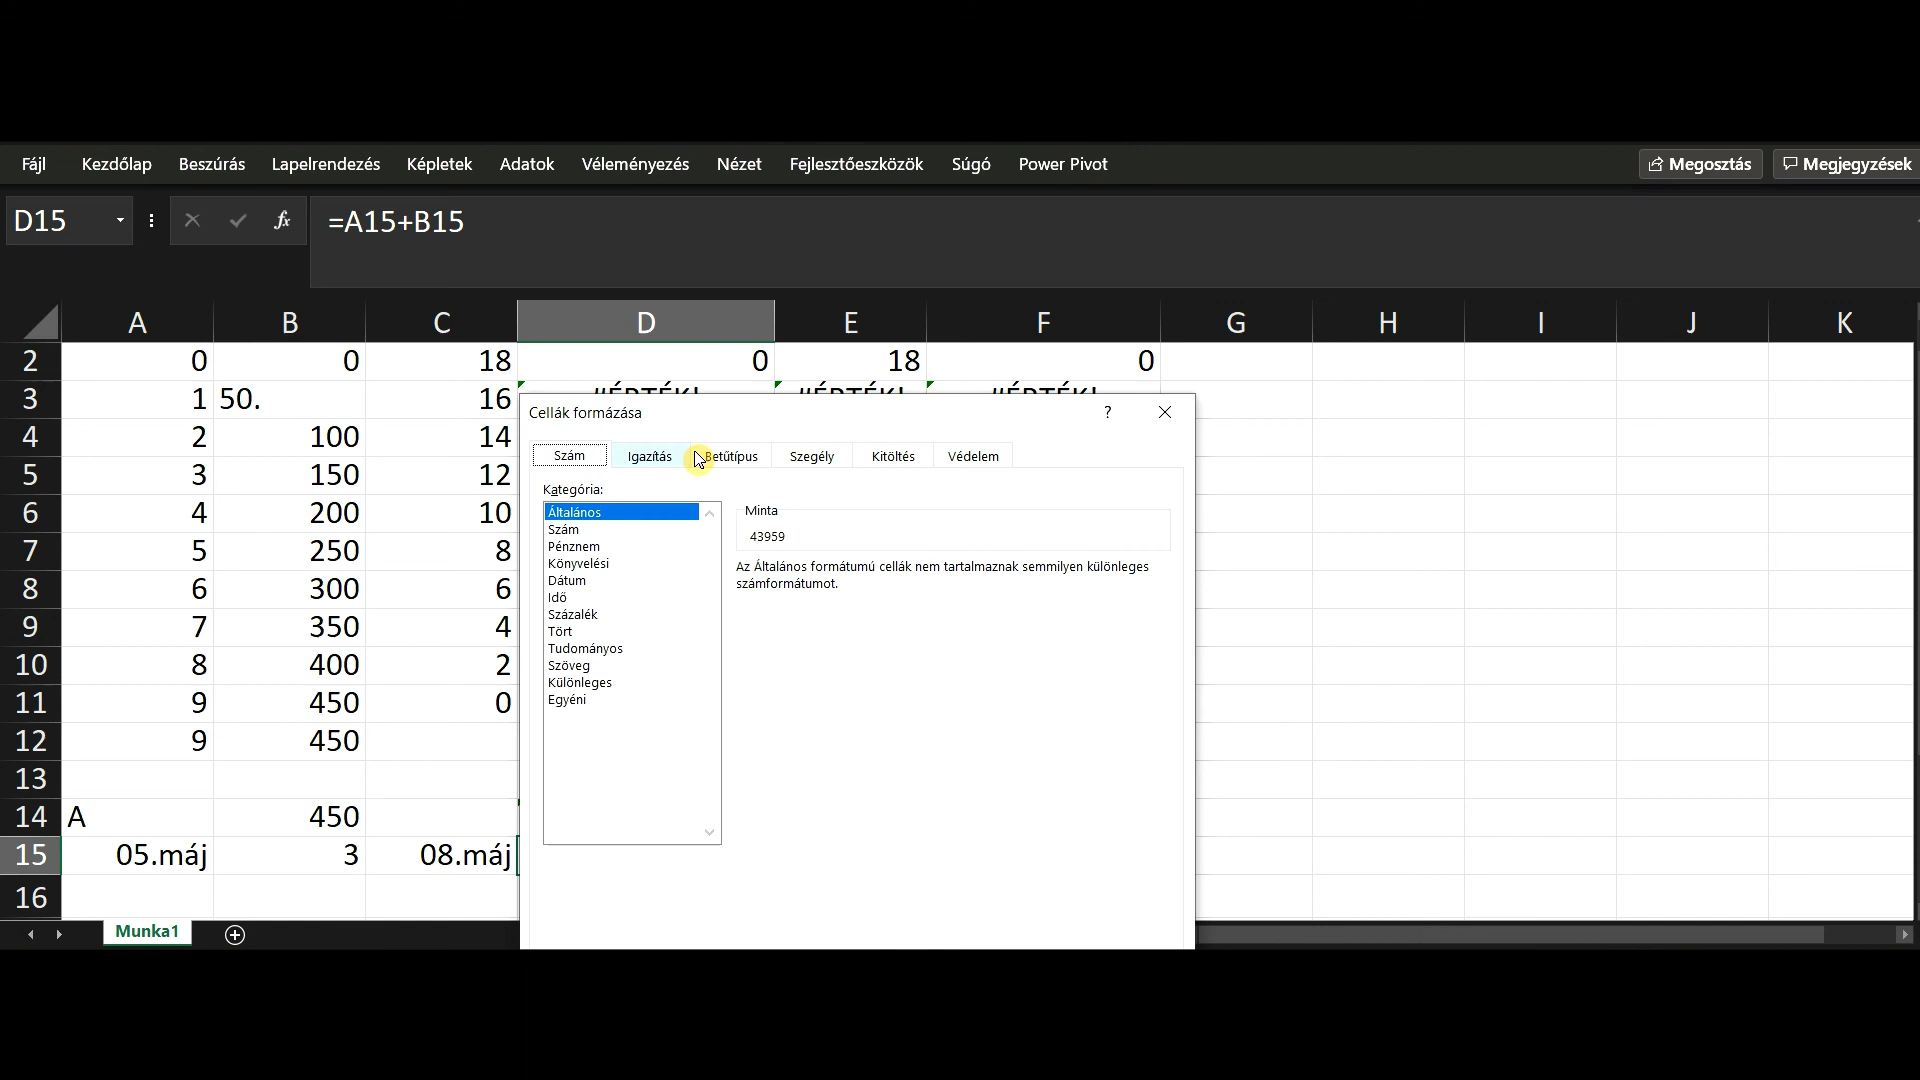 Fájl Kezdőlap Beszúrás Lapelrendezés Képletek Adatok Véleményezés Nézet Fejlesztőeszközök Súgó Power Pivot Megosztás Megjegyzések
D15 fx =A15+B15
A B C D E F G H I J K
2 0 0 18 0 18 0
3 1 50. 16 #ÉRTÉK! #ÉRTÉK! #ÉRTÉK!
Cellák formázása ?
4 2 100 14
Szám Igazítás Betűtípus Szegély Kitöltés Védelem
5 3 150 12
Kategória:
Általános
Szám
Pénznem
Könyvelési
Dátum
Idő
Százalék
Tört
Tudományos
Szöveg
Különleges
Egyéni
Minta
43959
Az Általános formátumú cellák nem tartalmaznak semmilyen különleges
számformátumot.
6 4 200 10
7 5 250 8
8 6 300 6
9 7 350 4
10 8 400 2
11 9 450 0
12 9 450
13
14 A 450
15 05.máj 3 08.máj
16
Munka1